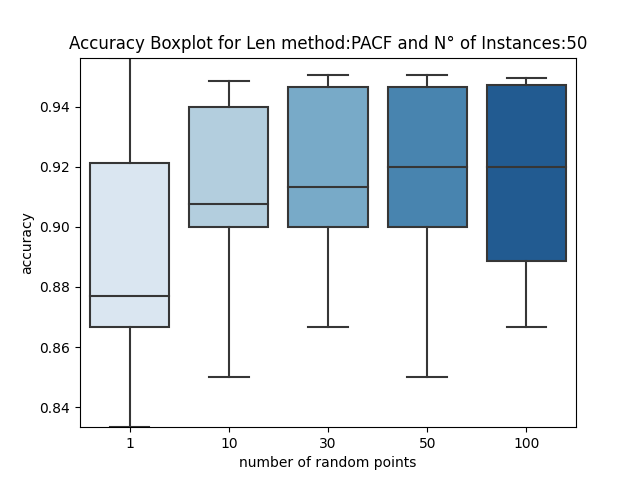 Accuracy Boxplot for Len method:PACF and N° of Instances:50
accuracy
0.94
0.92
0.90
0.88
0.86
0.84
1 10 30 50 100
number of random points